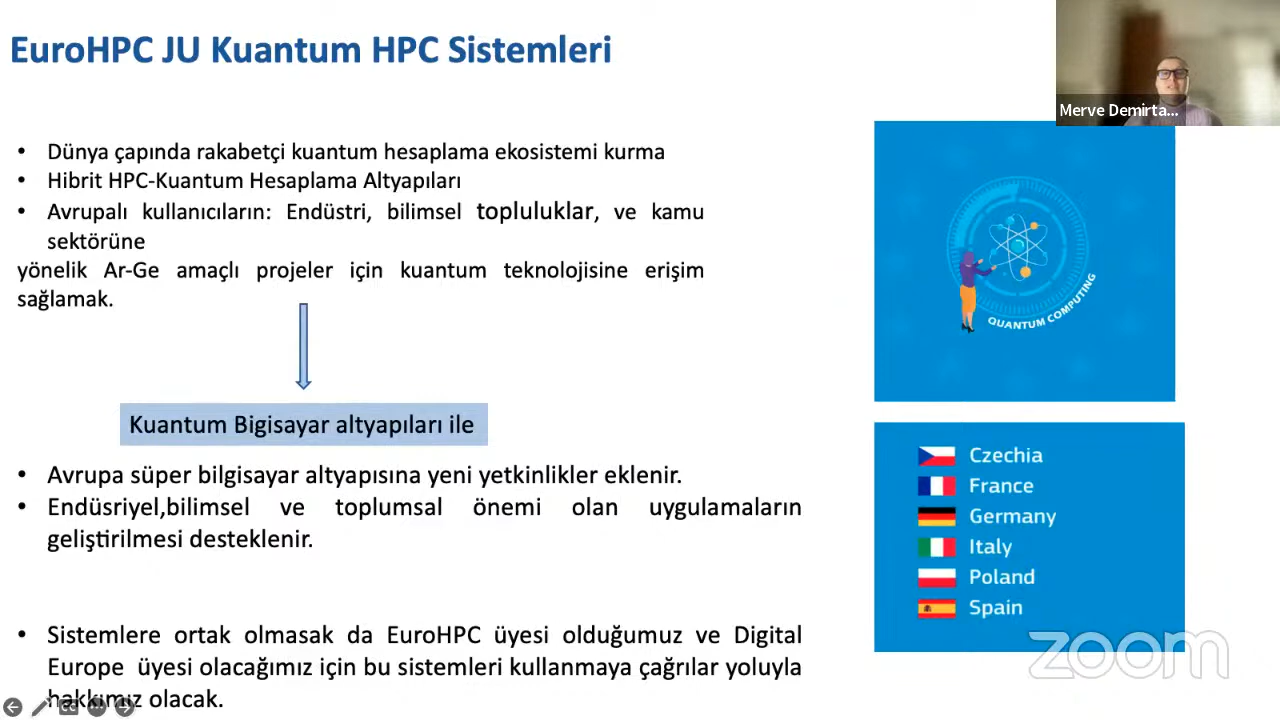 EuroHPC JU Kuantum HPC Sistemleri
Merve Demirta...
• Dünya çapında rakabetçi kuantum hesaplama ekosistemi kurma
• Hibrit HPC-Kuantum Hesaplama Altyapıları
• Avrupalı kullanıcıların: Endüstri, bilimsel topluluklar, ve kamu
sektörüne
yönelik Ar-Ge amaçlı projeler için kuantum teknolojisine erişim
sağlamak.
QUANTUM COMPUTING
Kuantum Bigisayar altyapıları ile
• Avrupa süper bilgisayar altyapısına yeni yetkinlikler eklenir.
• Endüsriyel,bilimsel ve toplumsal önemi olan uygulamaların
geliştirilmesi desteklenir.
Czechia
France
Germany
Italy
Poland
Spain
• Sistemlere ortak olmasak da EuroHPC üyesi olduğumuz ve Digital
Europe üyesi olacağımız için bu sistemleri kullanmaya çağrılar yoluyla
hakkımız olacak.
zoom
CC